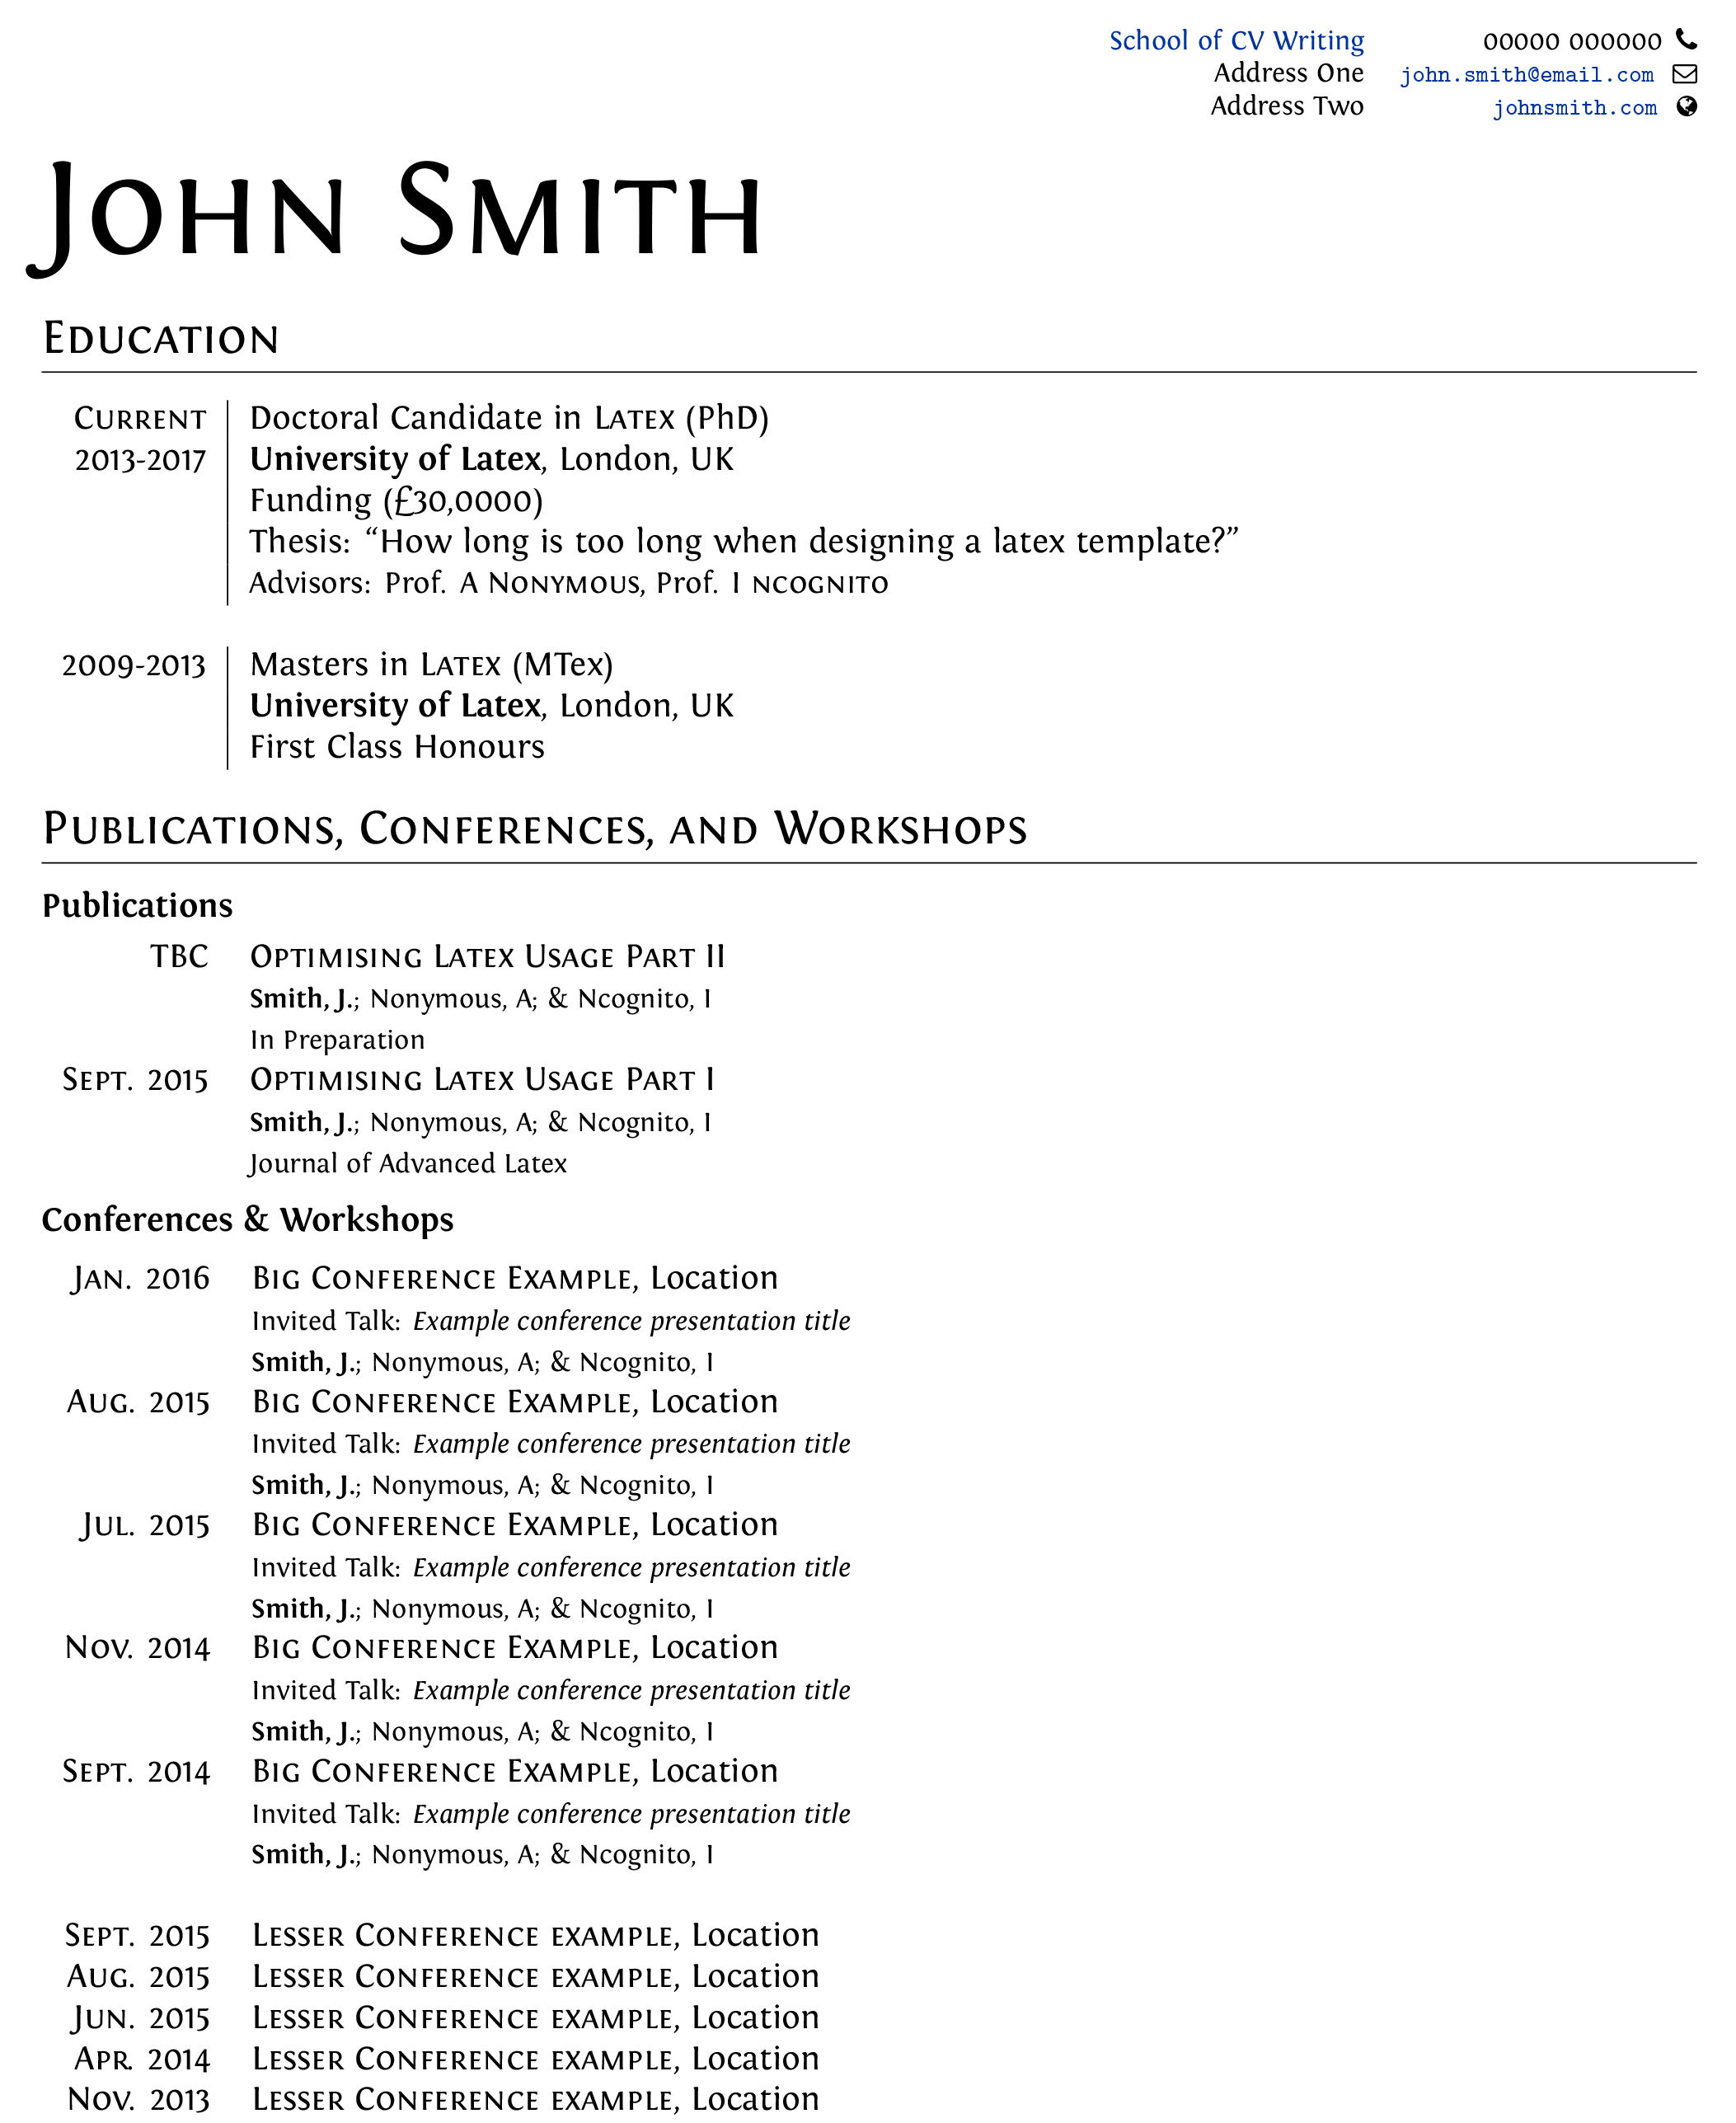 School of CV Writing 00000 000000
Address One john.smith@email.com
Address Two johnsmith.com
John Smith
Education
Current Doctoral Candidate in Latex (PhD)
2013-2017 University of Latex, London, UK
Funding (£30,0000)
Thesis: “How long is too long when designing a latex template?”
Advisors: Prof. A Nonymous, Prof. I ncognito
2009-2013 Masters in Latex (MTex)
University of Latex, London, UK
First Class Honours
Publications, Conferences, and Workshops
Publications
TBC Optimising Latex Usage Part II
Smith, J.; Nonymous, A; & Ncognito, I
In Preparation
Sept. 2015 Optimising Latex Usage Part I
Smith, J.; Nonymous, A; & Ncognito, I
Journal of Advanced Latex
Conferences & Workshops
Jan. 2016 Big Conference Example, Location
Invited Talk: Example conference presentation title
Smith, J.; Nonymous, A; & Ncognito, I
Aug. 2015 Big Conference Example, Location
Invited Talk: Example conference presentation title
Smith, J.; Nonymous, A; & Ncognito, I
Jul. 2015 Big Conference Example, Location
Invited Talk: Example conference presentation title
Smith, J.; Nonymous, A; & Ncognito, I
Nov. 2014 Big Conference Example, Location
Invited Talk: Example conference presentation title
Smith, J.; Nonymous, A; & Ncognito, I
Sept. 2014 Big Conference Example, Location
Invited Talk: Example conference presentation title
Smith, J.; Nonymous, A; & Ncognito, I
Sept. 2015 Lesser Conference example, Location
Aug. 2015 Lesser Conference example, Location
Jun. 2015 Lesser Conference example, Location
Apr. 2014 Lesser Conference example, Location
Nov. 2013 Lesser Conference example, Location